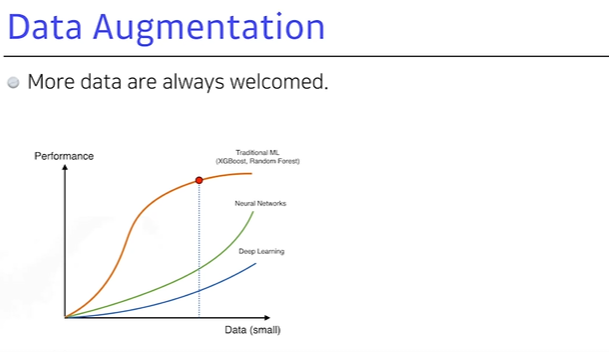 Data Augmentation
More data are always welcomed.
Performance
Traditional ML
(XGBoost, Random Forest)
Neural Networks
Deep Learning
Data (small)